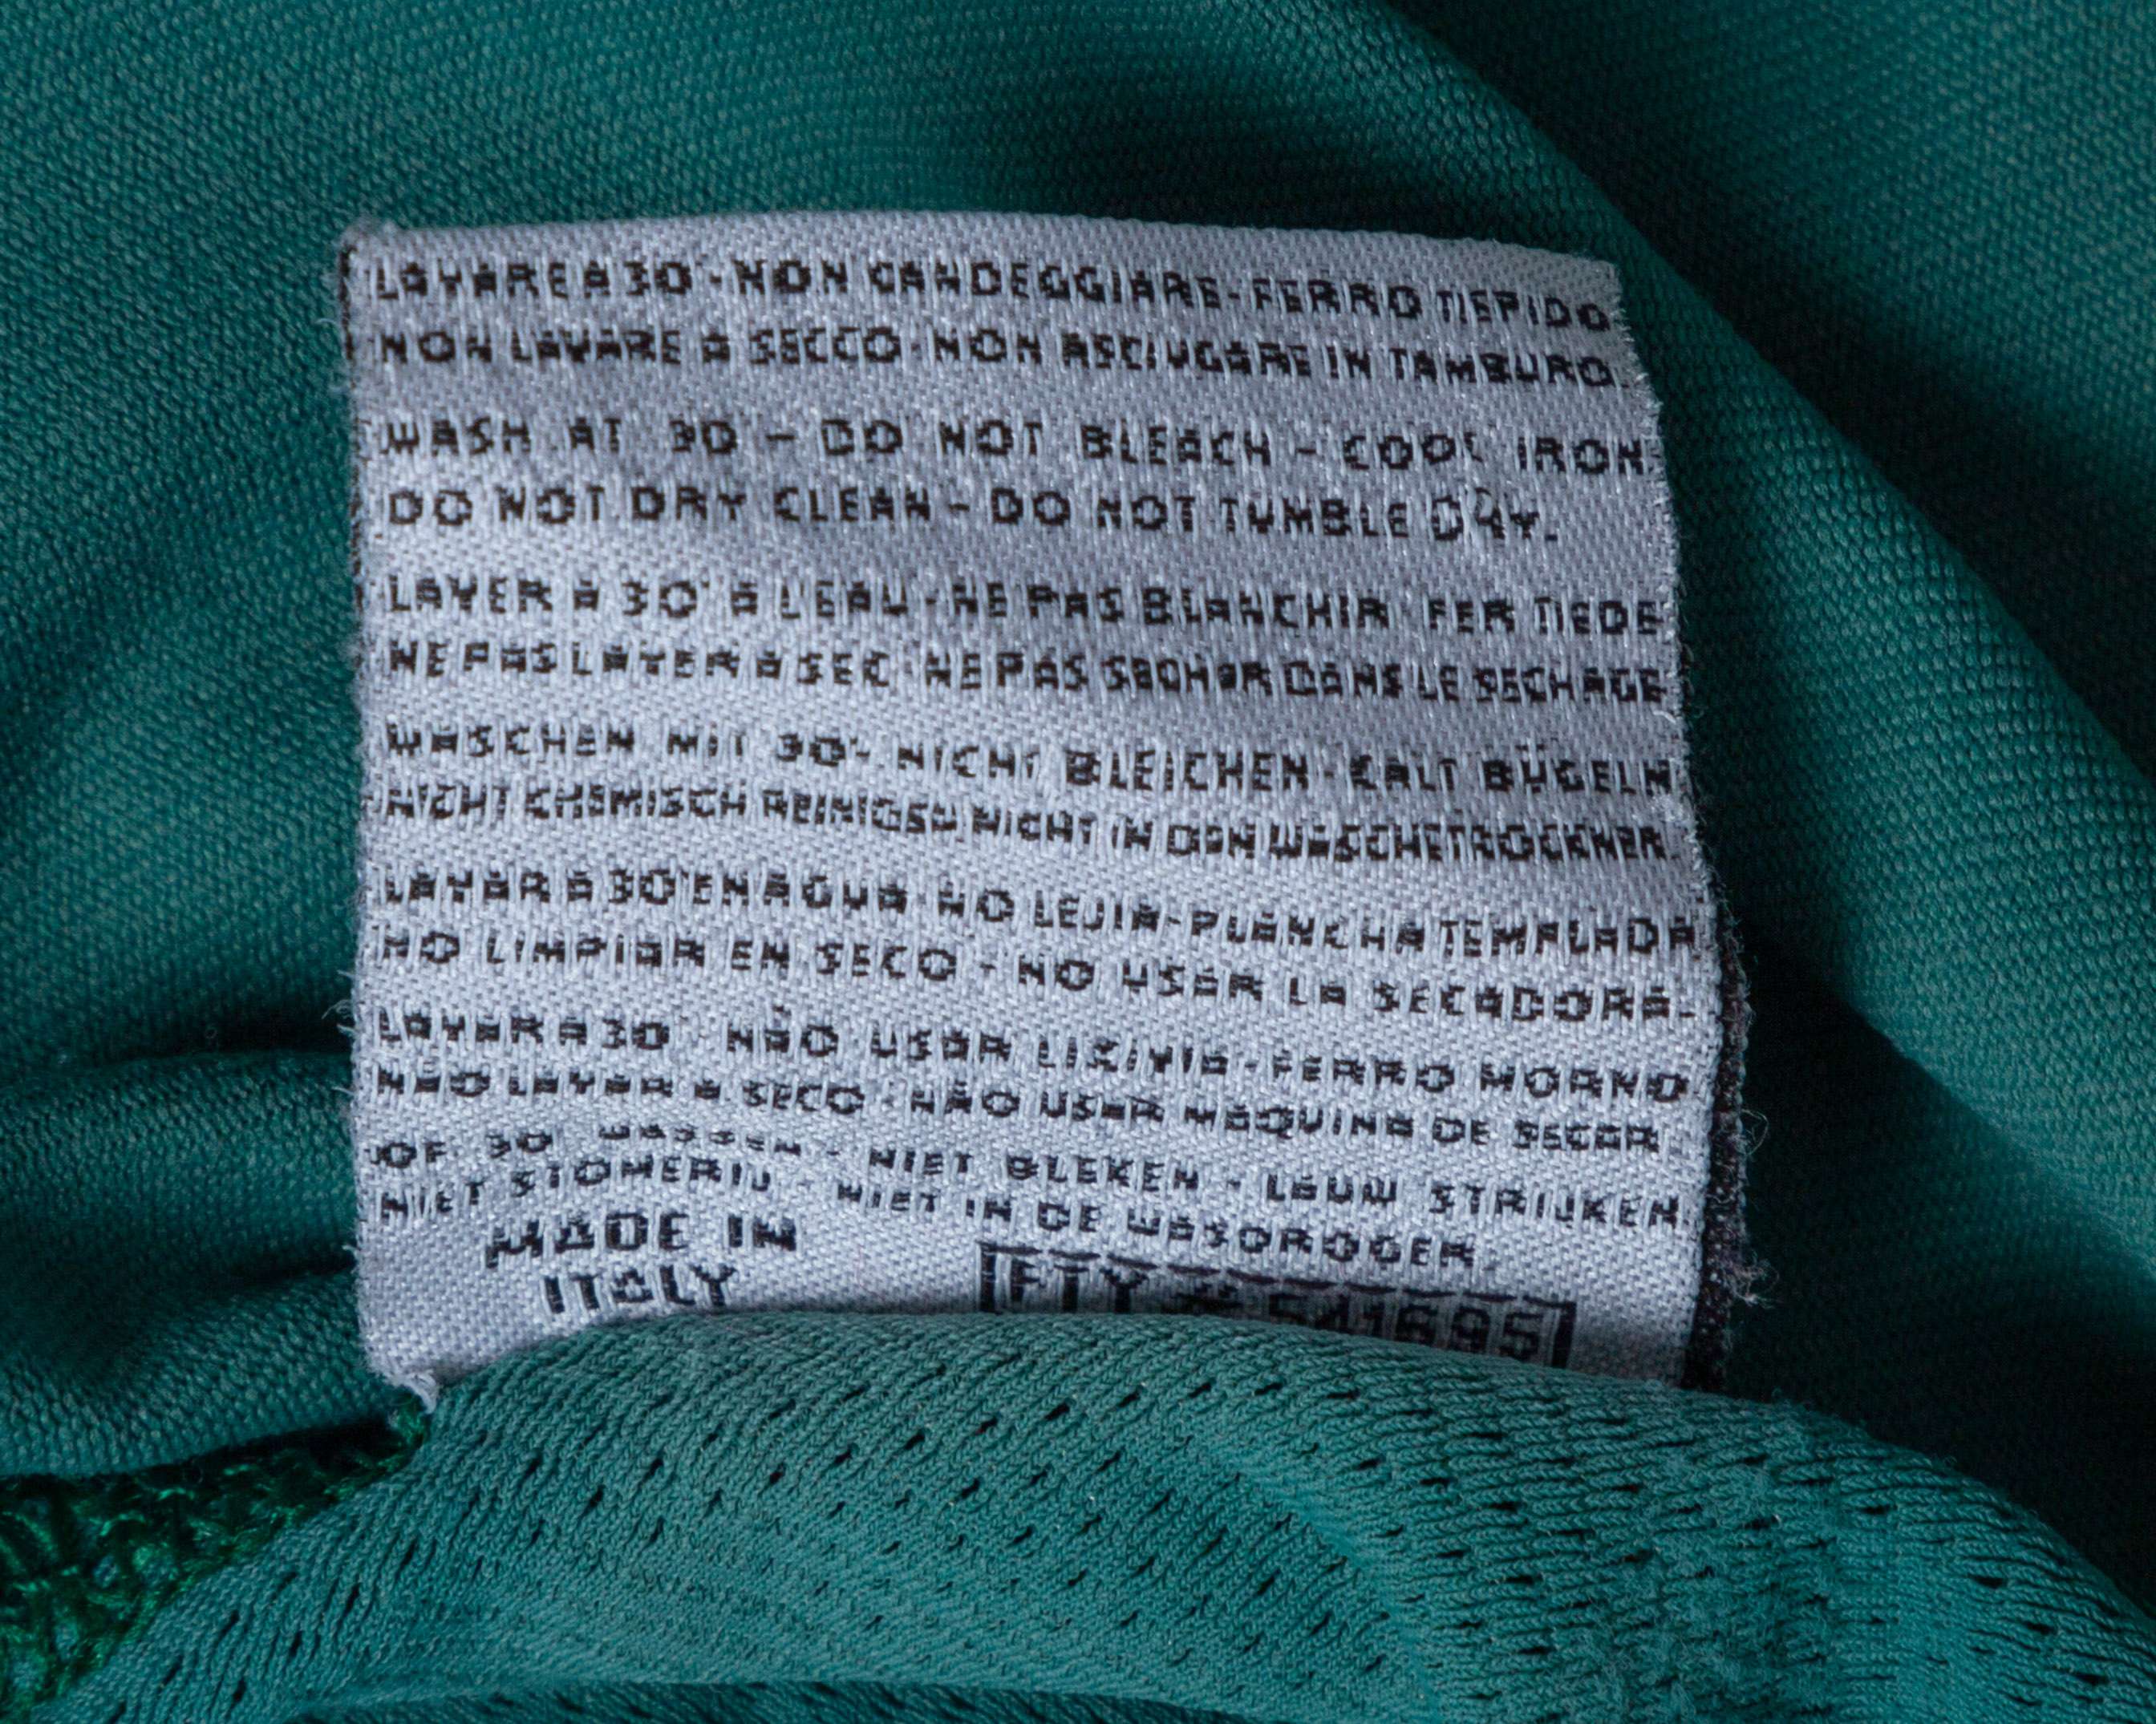 LAVARE A 30°-NON CANDEGGIARE-FERRO TIEPIDO
NON LAVARE A SECCO-NON ASCIUGARE IN TAMBURO.
WASH AT 30 - DO NOT BLEACH - COOL IRON.
DO NOT DRY CLEAN - DO NOT TUMBLE DRY.
LAVER A 30° A L'EAU-NE PAS BLANCHIR FER TIEDE
NE PAS LAVER A SEC-NE PAS SECHER DANS LE SECHAGE
WASCHEN MIT 30°- NICHT BLEICHEN-KALT BÜGELN
NICHT CHEMISCH REINIGEN NICHT IN DEN WASCHETROCKNER.
LAVAR A 30°EN AGUA-NO LEJIA-PLANCHA TEMPLADA
NO LIMPIAR EN SECO - NO USAR LA SECADORA-
LAVAR A 30° NÃO USAR LIXIVIA-FERRO MORNO
NÃO LAVAR A SECO-NÃO USAR MAQUINA DE SECAR
OP 30° WASSEN - NIET BLEKEN - LAUW STRIJKEN
NIET STOMERIJ - NIET IN DE WASDROGER.
MADE IN
ITALY
FTY # 541695